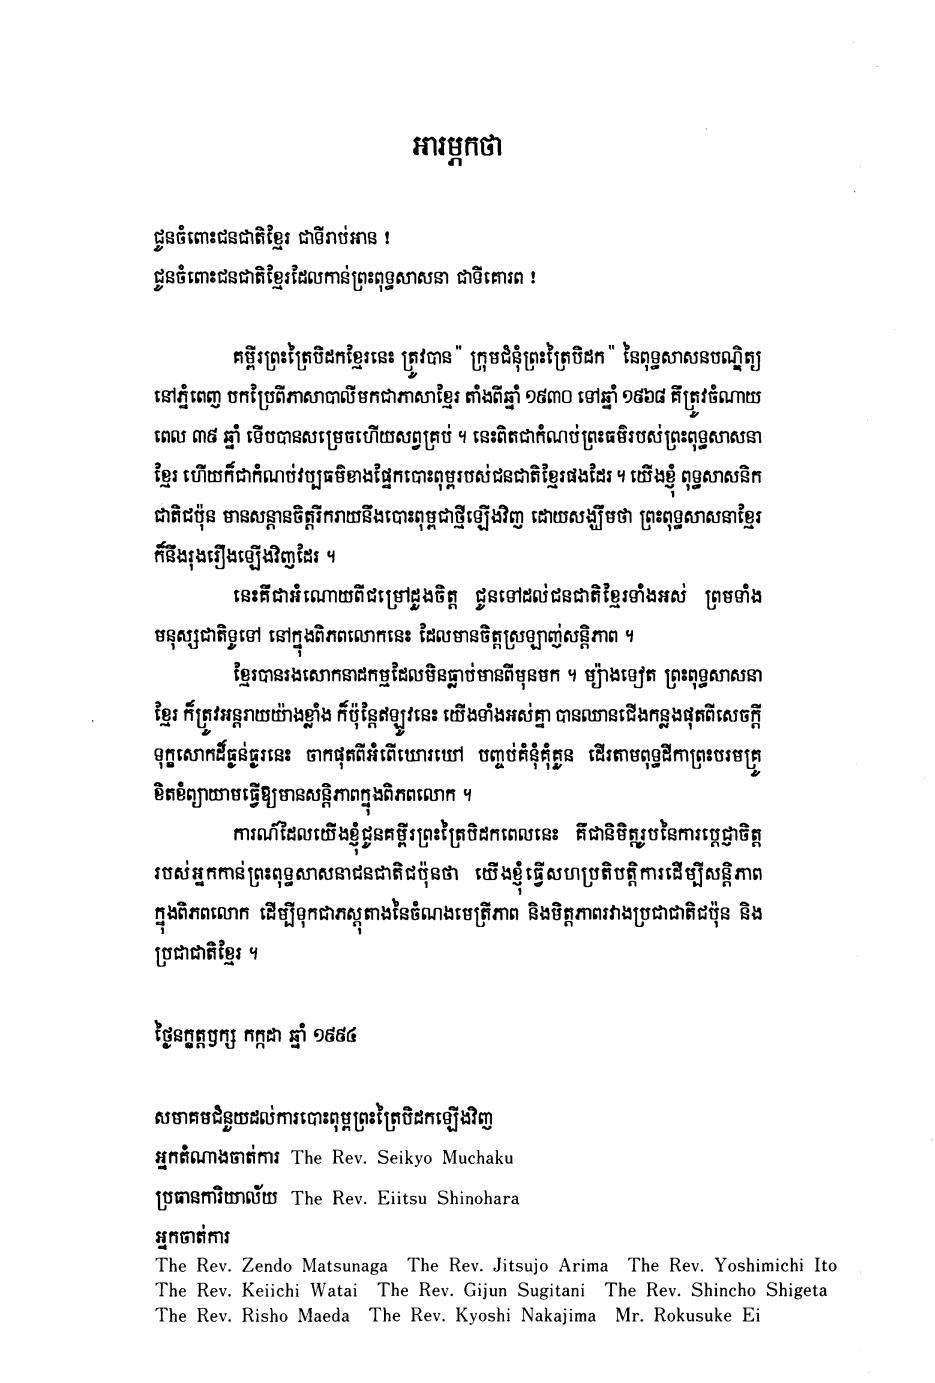 អារម្ភកថា
ជូនចំពោះជនជាតិខ្មែរ ជាទីរាប់អាន !
ជូនចំពោះជនជាតិខ្មែរដែលកាន់ព្រះពុទ្ធសាសនា ជាទីគោរព !
គម្ពីរព្រះត្រៃបិដកខ្មែរនេះ ត្រូវបាន" ក្រុមជំនុំព្រះត្រៃបិដក" នៃពុទ្ធសាសនបណ្ឌិត្យ
នៅភ្នំពេញ បកប្រែពីភាសាបាលីមកជាភាសាខ្មែរ តាំងពីឆ្នាំ ១៩៣០ ទៅឆ្នាំ ១៩៦៨ គឺត្រូវចំណាយ
ពេល ៣៩ ឆ្នាំ ទើបបានសម្រេចហើយសព្វគ្រប់ ។ នេះពិតជាកំណប់ព្រះធម៌របស់ព្រះពុទ្ធសាសនា
ខ្មែរ ហើយក៏ជាកំណប់វប្បធម៌ខាងផ្នែកបោះពុម្ពរបស់ជនជាតិខ្មែរផងដែរ ។ យើងខ្ញុំ ពុទ្ធសាសនិក
ជាតិជប៉ុន មានសន្តានចិត្តរីករាយនឹងបោះពុម្ពជាថ្មីឡើងវិញ ដោយសង្ឃឹមថា ព្រះពុទ្ធសាសនាខ្មែរ
ក៏នឹងរុងរឿងឡើងវិញដែរ ។
នេះគឺជាអំណោយពីជម្រៅដួងចិត្ត ជូនទៅដល់ជនជាតិខ្មែរទាំងអស់ ព្រមទាំង
មនុស្សជាតិទូទៅ នៅក្នុងពិភពលោកនេះ ដែលមានចិត្តស្រឡាញ់សន្តិភាព ។
ខ្មែរបានរងសោកនាដកម្មដែលមិនធ្លាប់មានពីមុនមក ។ ម្យ៉ាងទៀត ព្រះពុទ្ធសាសនា
ខ្មែរ ក៏ត្រូវអន្តរាយយ៉ាងខ្លាំង ក៏ប៉ុន្តែឥឡូវនេះ យើងទាំងអស់គ្នា បានឈានជើងកន្លងផុតពីសេចក្តី
ទុក្ខសោកដ៏ធ្ងន់ធ្ងរនេះ ចាកផុតពីអំពើឃោរឃៅ បញ្ចប់គំនុំគុំគួន ដើរតាមពុទ្ធដីកាព្រះបរមគ្រូ
ខិតខំព្យាយាមធ្វើឱ្យមានសន្តិភាពក្នុងពិភពលោក ។
ការណ៍ដែលយើងខ្ញុំជូនគម្ពីរព្រះត្រៃបិដកពេលនេះ គឺជានិមិត្តរូបនៃការប្តេជ្ញាចិត្ត
របស់អ្នកកាន់ព្រះពុទ្ធសាសនាជនជាតិជប៉ុនថា យើងខ្ញុំធ្វើសហប្រតិបត្តិការដើម្បីសន្តិភាព
ក្នុងពិភពលោក ដើម្បីទុកជាភស្តុតាងនៃចំណងមេត្រីភាព និងមិត្តភាពរវាងប្រជាជាតិជប៉ុន និង
ប្រជាជាតិខ្មែរ ។
ថ្ងៃនក្ខត្តឫក្ស កក្កដា ឆ្នាំ ១៩៩៤
សមាគមជំនួយដល់ការបោះពុម្ពព្រះត្រៃបិដកឡើងវិញ
អ្នកតំណាងចាត់ការ The Rev. Seikyo Muchaku
ប្រធានការិយាល័យ The Rev. Eiitsu Shinohara
អ្នកចាត់ការ
The Rev. Zendo Matsunaga The Rev. Jitsujo Arima The Rev. Yoshimichi Ito
The Rev. Keiichi Watai The Rev. Gijun Sugitani The Rev. Shincho Shigeta
The Rev. Risho Maeda The Rev. Kyoshi Nakajima Mr. Rokusuke Ei